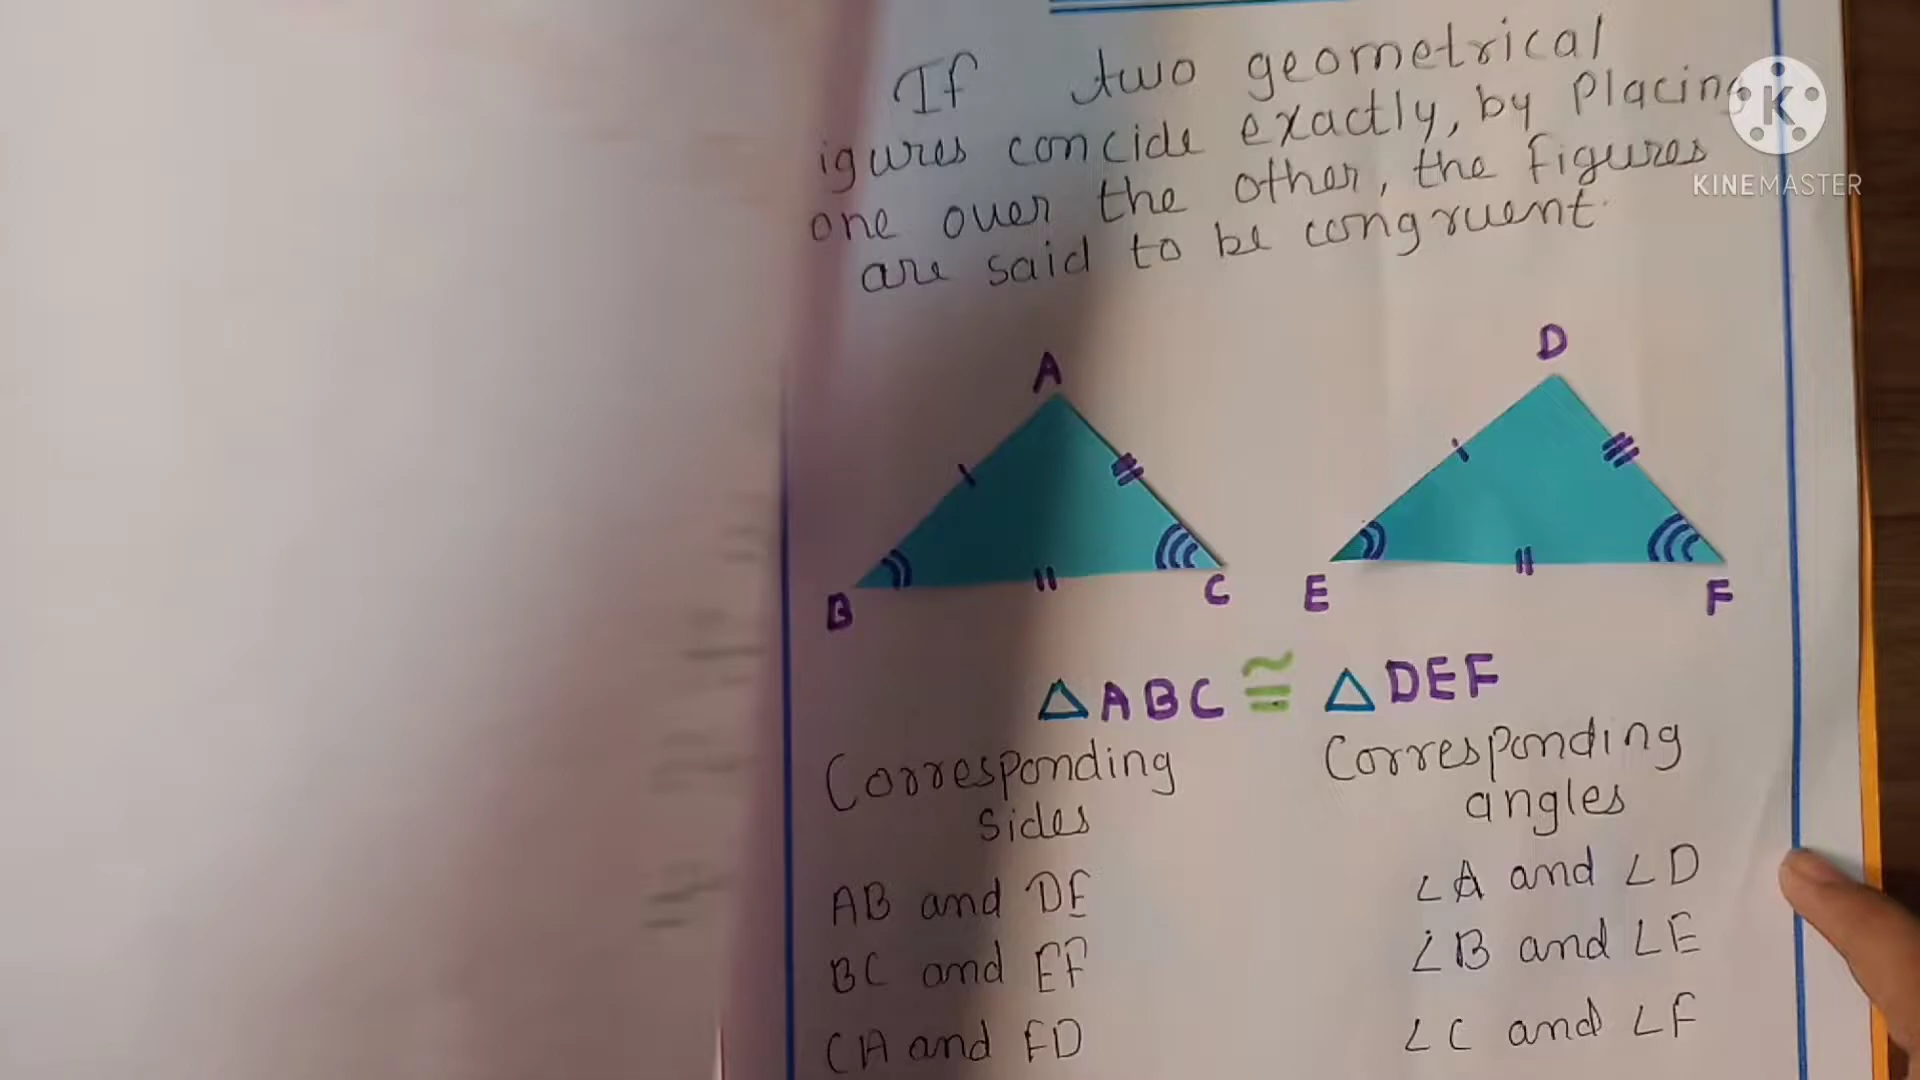 If two geometrical
igures concide exactly, by placing
one over the other, the figures
are said to be congruent.
K
KINEMASTER
A
D
B
C
E
F
△ABC ≅ △DEF
Corresponding sides
Corresponding angles
AB and DE
∠A and ∠D
BC and EF
∠B and ∠E
CA and FD
∠C and ∠F